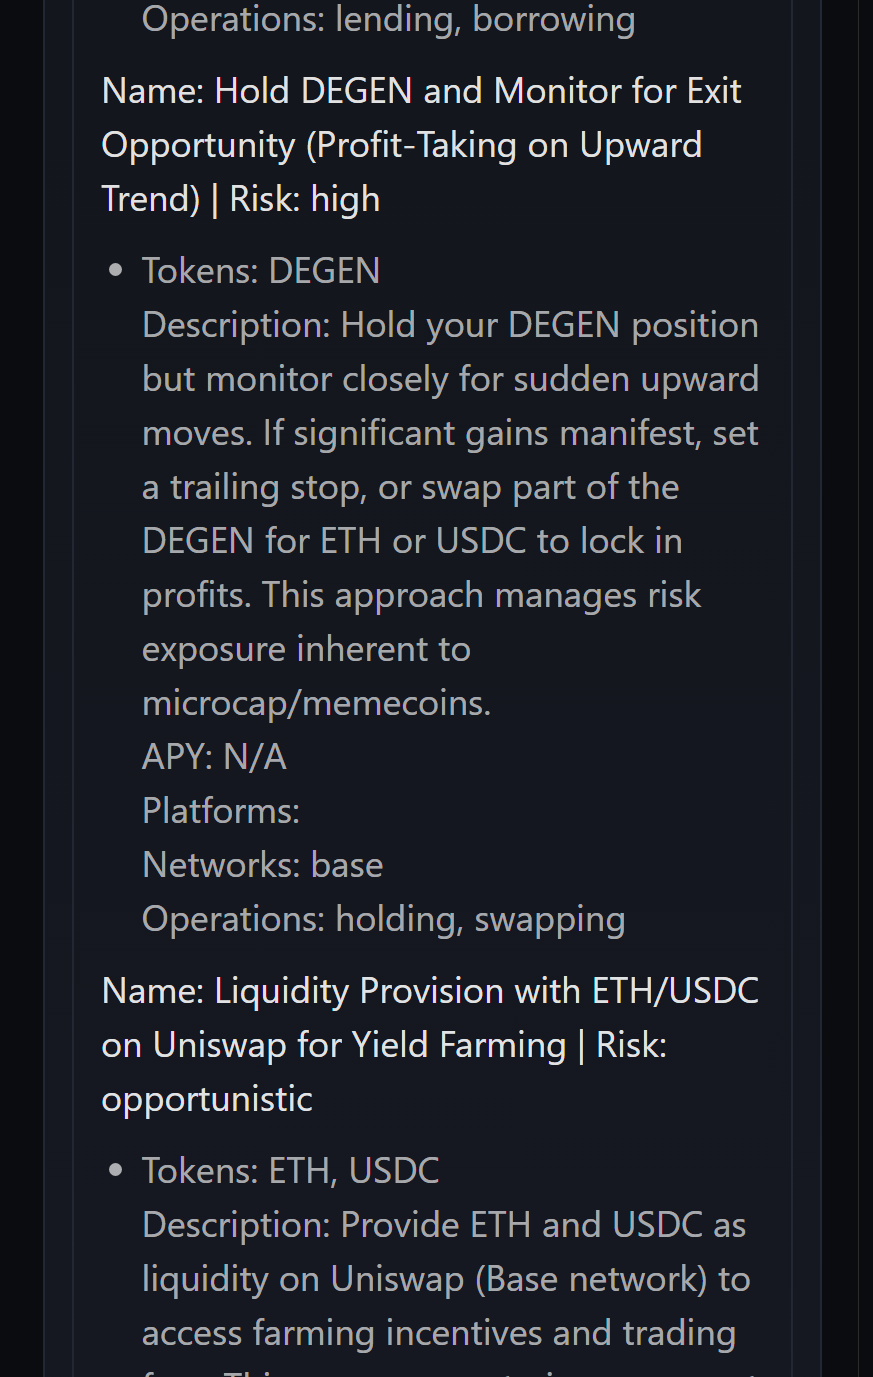 Operations: lending, borrowing
Name: Hold DEGEN and Monitor for Exit
Opportunity (Profit-Taking on Upward
Trend) | Risk: high
Tokens: DEGEN
Description: Hold your DEGEN position
but monitor closely for sudden upward
moves. If significant gains manifest, set
a trailing stop, or swap part of the
DEGEN for ETH or USDC to lock in
profits. This approach manages risk
exposure inherent to
microcap/memecoins.
APY: N/A
Platforms:
Networks: base
Operations: holding, swapping
Name: Liquidity Provision with ETH/USDC
on Uniswap for Yield Farming | Risk:
opportunistic
Tokens: ETH, USDC
Description: Provide ETH and USDC as
liquidity on Uniswap (Base network) to
access farming incentives and trading